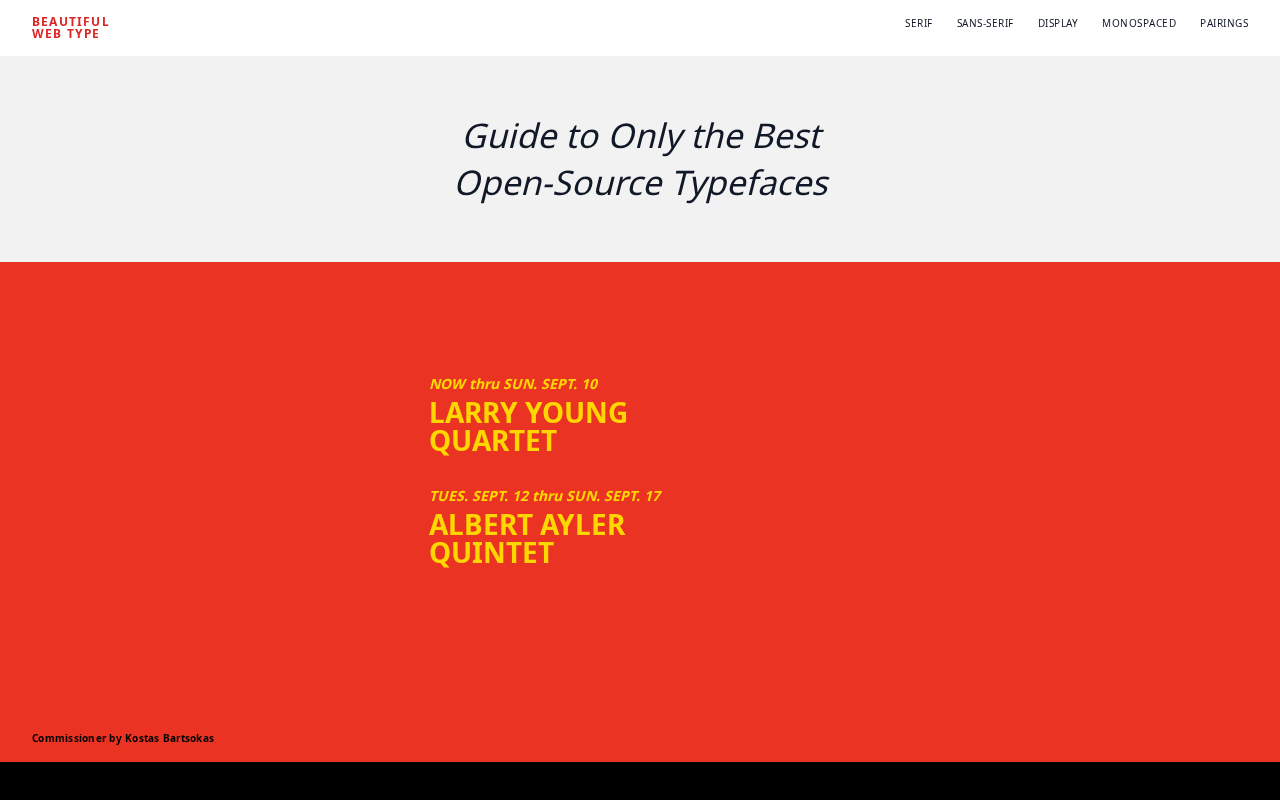 BEAUTIFUL
WEB TYPE
SERIF SANS-SERIF DISPLAY MONOSPACED PAIRINGS
Guide to Only the Best
Open-Source Typefaces
NOW thru SUN. SEPT. 10
LARRY YOUNG
QUARTET
TUES. SEPT. 12 thru SUN. SEPT. 17
ALBERT AYLER
QUINTET
Commissioner by Kostas Bartsokas